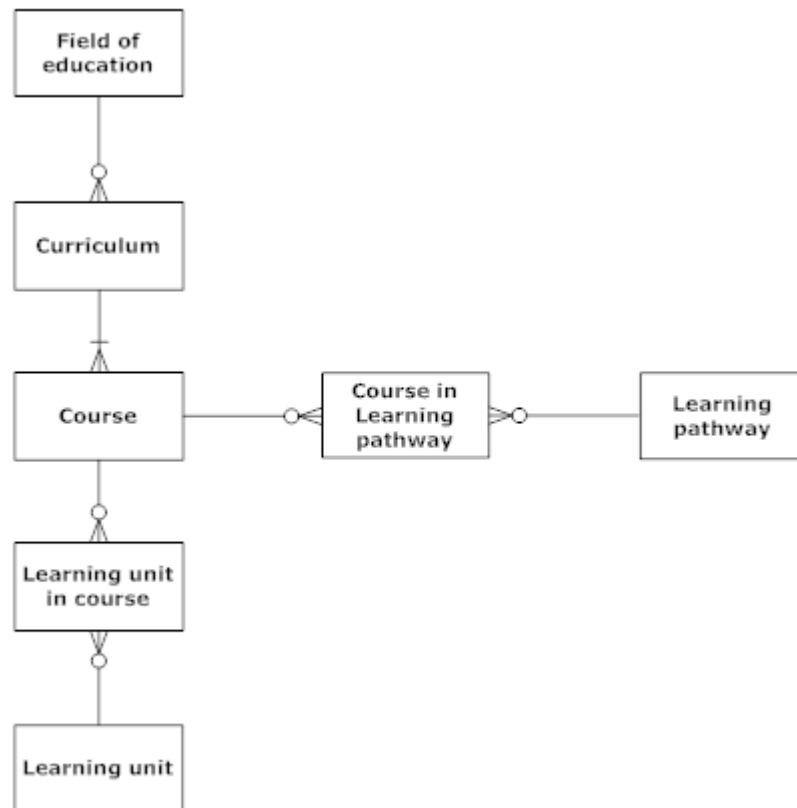 Field of
education
Curriculum
Course
Course in
Learning
pathway
Learning
pathway
Learning unit
in course
Learning unit